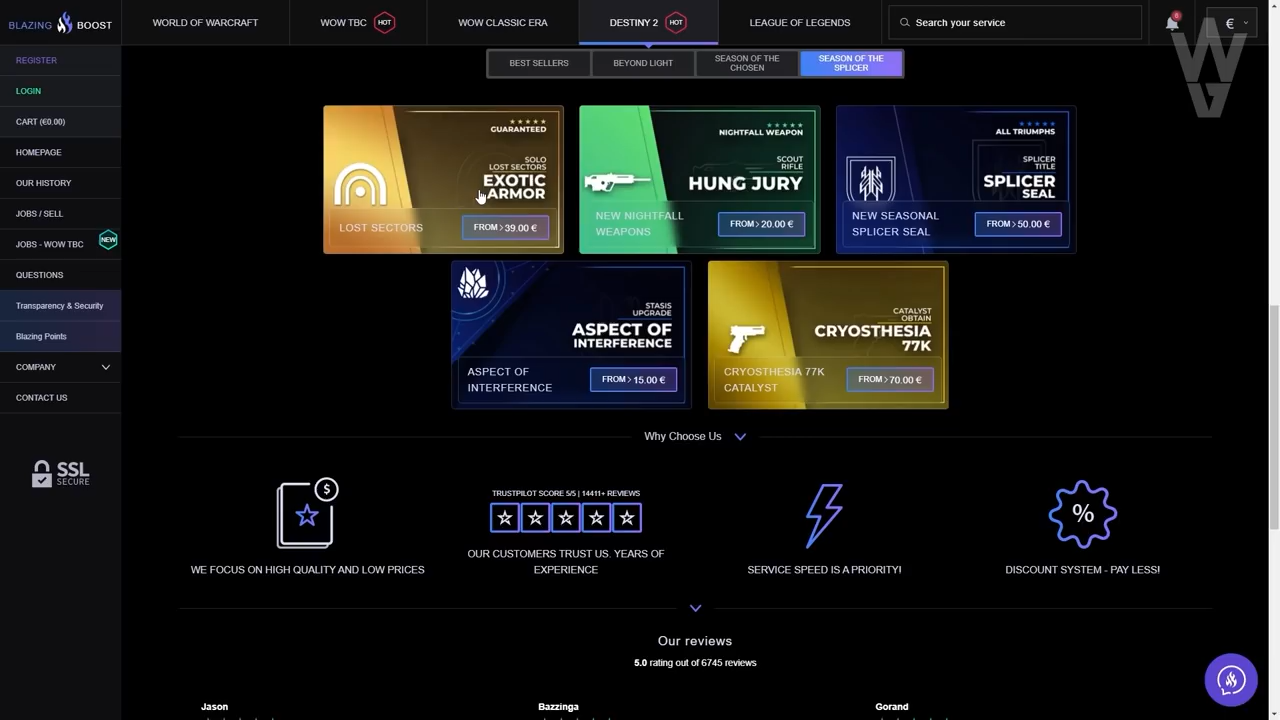 BLAZING BOOST
WORLD OF WARCRAFT
WOW TBC
HOT
WOW CLASSIC ERA
DESTINY 2
HOT
LEAGUE OF LEGENDS
Search your service
8
€
W
REGISTER
LOGIN
CART (€0.00)
HOMEPAGE
OUR HISTORY
JOBS / SELL
JOBS - WOW TBC
NEW
QUESTIONS
Transparency & Security
Blazing Points
COMPANY
CONTACT US
SSL
SECURE
BEST SELLERS
BEYOND LIGHT
SEASON OF THE
CHOSEN
SEASON OF THE
SPLICER
GUARANTEED
SOLO
LOST SECTORS
EXOTIC
ARMOR
LOST SECTORS
FROM > 39.00 €
NIGHTFALL WEAPON
SCOUT
RIFLE
HUNG JURY
NEW NIGHTFALL
WEAPONS
FROM > 20.00 €
ALL TRIUMPHS
SPLICER
TITLE
SPLICER
SEAL
NEW SEASONAL
SPLICER SEAL
FROM > 50.00 €
STASIS
UPGRADE
ASPECT OF
INTERFERENCE
ASPECT OF
INTERFERENCE
FROM > 15.00 €
CATALYST
OBTAIN
CRYOSTHESIA
77K
CRYOSTHESIA 77K
CATALYST
FROM > 70.00 €
Why Choose Us
$
WE FOCUS ON HIGH QUALITY AND LOW PRICES
TRUSTPILOT SCORE 5/5 | 14411+ REVIEWS
OUR CUSTOMERS TRUST US. YEARS OF
EXPERIENCE
SERVICE SPEED IS A PRIORITY!
%
DISCOUNT SYSTEM - PAY LESS!
Our reviews
5.0 rating out of 6745 reviews
Jason
Bazzinga
Gorand